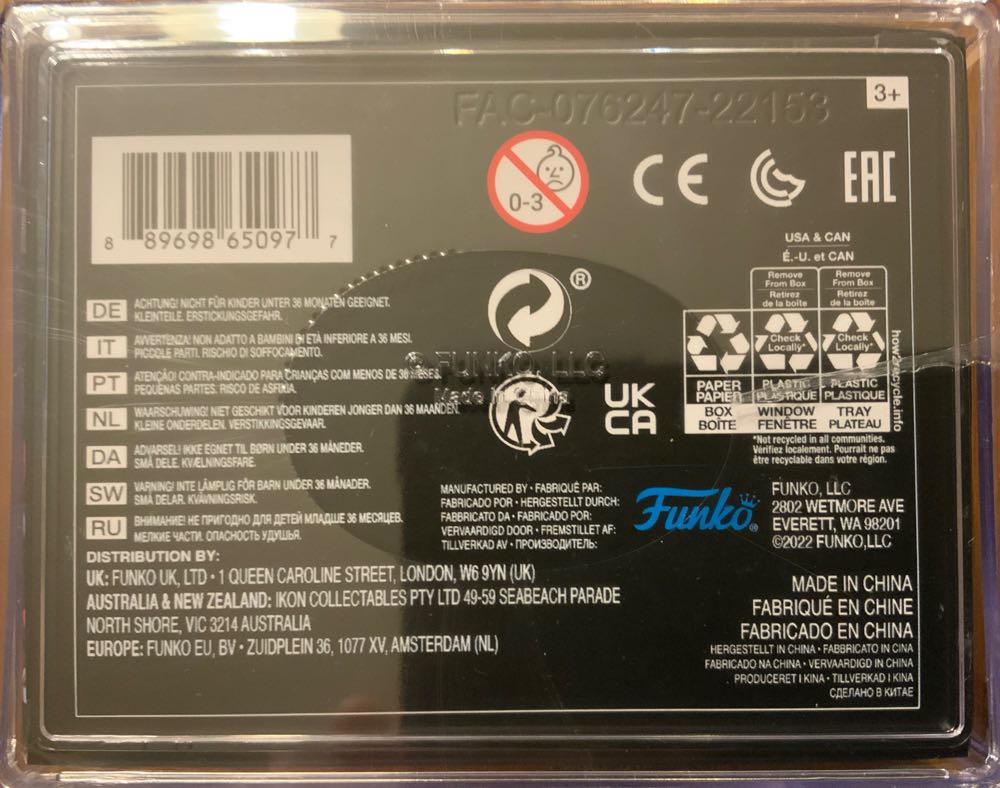 FAC-076247-22153
3+
8 89698 65097 7
0-3
CE
EAC
USA & CAN
É.-U. et CAN
Remove
From Box
Retirez
de la boîte
Remove
From Box
Retirez
de la boîte
Check
Locally*
Check
Locally*
PAPER
PAPIER
PLASTIC
PLASTIQUE
PLASTIC
PLASTIQUE
BOX
BOÎTE
WINDOW
FENÊTRE
TRAY
PLATEAU
how2recycle.info
*Not recycled in all communities.
Vérifiez localement. Pourrait ne pas
être recyclable dans votre région.
®
© FUNKO, LLC
Made in China
UK
CA
DE ACHTUNG! NICHT FÜR KINDER UNTER 36 MONATEN GEEIGNET.
KLEINTEILE. ERSTICKUNGSGEFAHR.
IT AVVERTENZA! NON ADATTO A BAMBINI DI ETÀ INFERIORE A 36 MESI.
PICCOLE PARTI. RISCHIO DI SOFFOCAMENTO.
PT ATENÇÃO! CONTRA-INDICADO PARA CRIANÇAS COM MENOS DE 36 MESES.
PEQUENAS PARTES. RISCO DE ASFIXIA.
NL WAARSCHUWING! NIET GESCHIKT VOOR KINDEREN JONGER DAN 36 MAANDEN.
KLEINE ONDERDELEN. VERSTIKKINGSGEVAAR.
DA ADVARSEL! IKKE EGNET TIL BØRN UNDER 36 MÅNEDER.
SMÅ DELE. KVÆLNINGSFARE.
SW VARNING! INTE LÄMPLIG FÖR BARN UNDER 36 MÅNADER.
SMÅ DELAR. KVÄVNINGSRISK.
RU ВНИМАНИЕ! НЕ ПРИГОДНО ДЛЯ ДЕТЕЙ МЛАДШЕ 36 МЕСЯЦЕВ.
МЕЛКИЕ ЧАСТИ. ОПАСНОСТЬ УДУШЬЯ.
MANUFACTURED BY • FABRIQUÉ PAR:
FABRICADO POR • HERGESTELLT DURCH:
FABBRICATO DA • FABRICADO POR:
VERVAARDIGD DOOR • FREMSTILLET AF:
TILLVERKAD AV • ПРОИЗВОДИТЕЛЬ:
Funko®
FUNKO, LLC
2802 WETMORE AVE
EVERETT, WA 98201
©2022 FUNKO,LLC
DISTRIBUTION BY:
UK: FUNKO UK, LTD • 1 QUEEN CAROLINE STREET, LONDON, W6 9YN (UK)
AUSTRALIA & NEW ZEALAND: IKON COLLECTABLES PTY LTD 49-59 SEABEACH PARADE
NORTH SHORE, VIC 3214 AUSTRALIA
EUROPE: FUNKO EU, BV • ZUIDPLEIN 36, 1077 XV, AMSTERDAM (NL)
MADE IN CHINA
FABRIQUÉ EN CHINE
FABRICADO EN CHINA
HERGESTELLT IN CHINA • FABBRICATO IN CINA
FABRICADO NA CHINA • VERVAARDIGD IN CHINA
PRODUCERET I KINA • TILLVERKAD I KINA
СДЕЛАНО В КИТАЕ